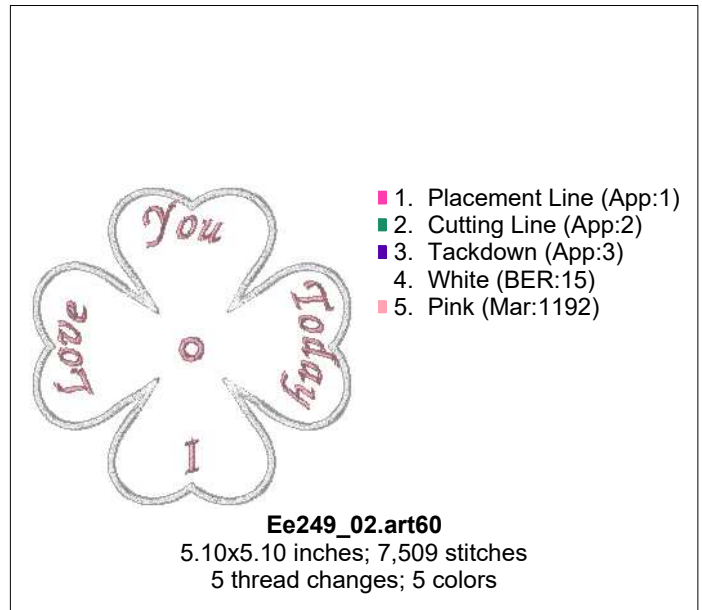 You
Love
Today
I
1. Placement Line (App:1)
2. Cutting Line (App:2)
3. Tackdown (App:3)
4. White (BER:15)
5. Pink (Mar:1192)
Ee249_02.art60
5.10x5.10 inches; 7,509 stitches
5 thread changes; 5 colors